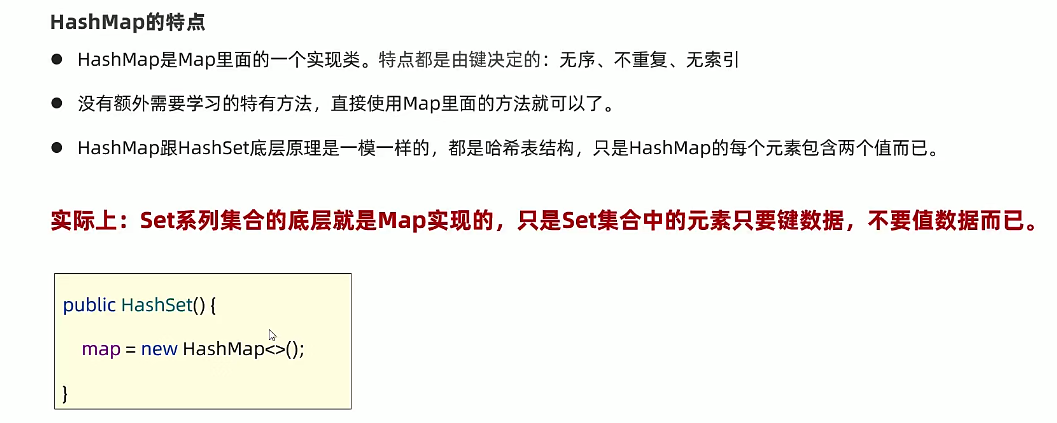 HashMap的特点
● HashMap是Map里面的一个实现类。特点都是由键决定的：无序、不重复、无索引
● 没有额外需要学习的特有方法，直接使用Map里面的方法就可以了。
● HashMap跟HashSet底层原理是一模一样的，都是哈希表结构，只是HashMap的每个元素包含两个值而已。
实际上：Set系列集合的底层就是Map实现的，只是Set集合中的元素只要键数据，不要值数据而已。
public HashSet() {
map = new HashMap<>();
}